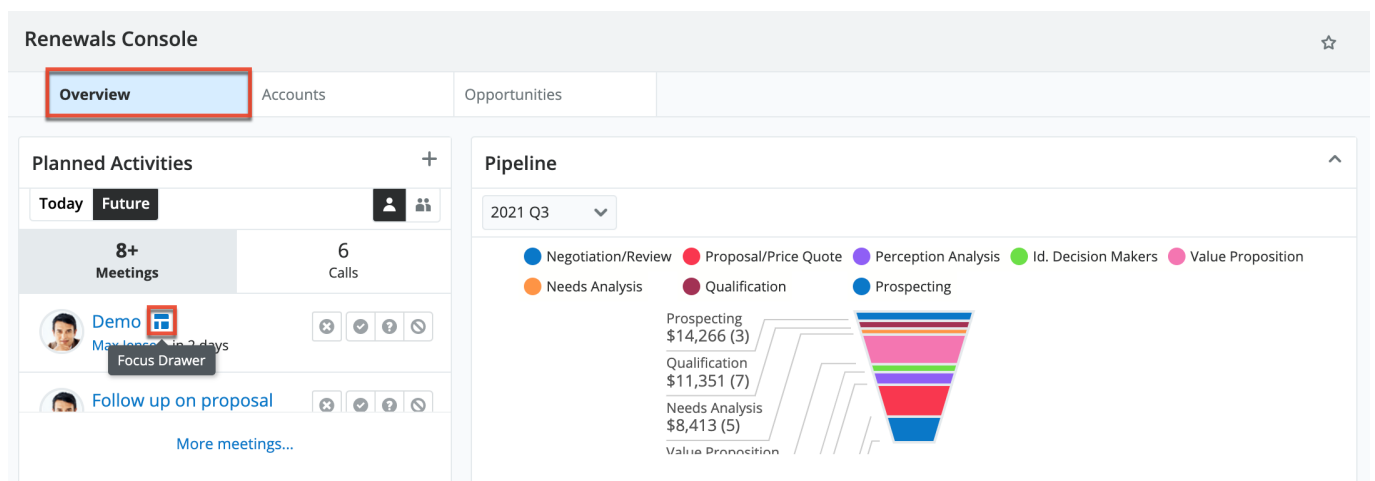 Renewals Console
Overview
Accounts
Opportunities
Planned Activities
Today
Future
8+
Meetings
6
Calls
Demo
in 2 days
Focus Drawer
Follow up on proposal
More meetings...
Pipeline
2021 Q3
Negotiation/Review
Proposal/Price Quote
Perception Analysis
Id. Decision Makers
Value Proposition
Needs Analysis
Qualification
Prospecting
Prospecting
$14,266 (3)
Qualification
$11,351 (7)
Needs Analysis
$8,413 (5)
Value Proposition